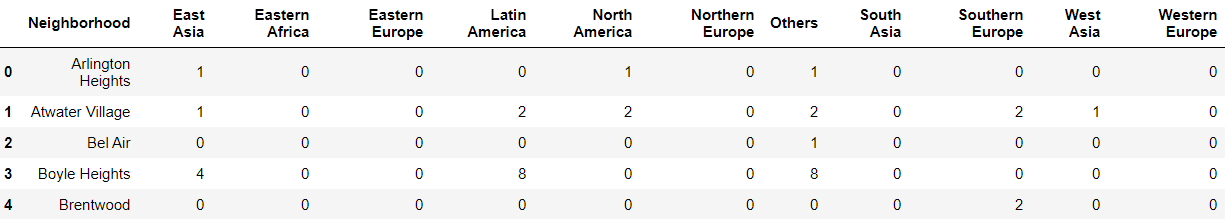 Neighborhood East Asia Eastern Africa Eastern Europe Latin America North America Northern Europe Others South Asia Southern Europe West Asia Western Europe
0 Arlington Heights 1 0 0 0 1 0 1 0 0 0 0
1 Atwater Village 1 0 0 2 2 0 2 0 2 1 0
2 Bel Air 0 0 0 0 0 0 1 0 0 0 0
3 Boyle Heights 4 0 0 8 0 0 8 0 0 0 0
4 Brentwood 0 0 0 0 0 0 0 0 2 0 0